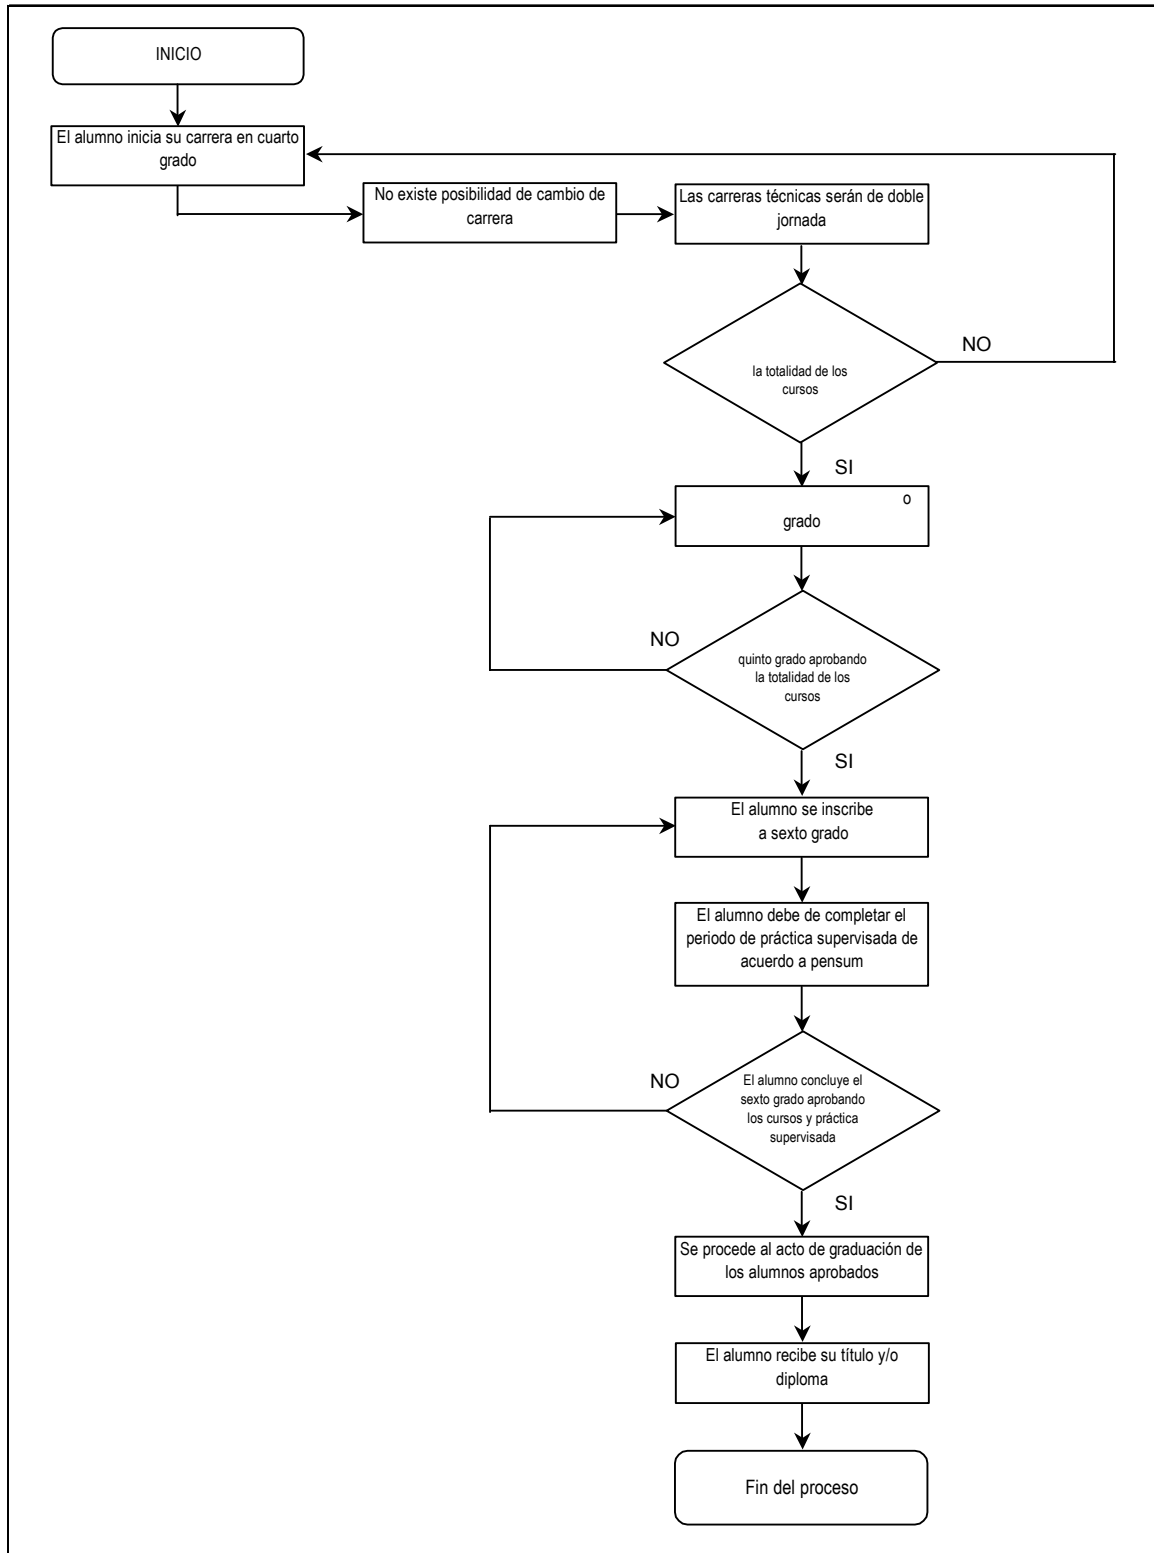 INICIO
El alumno inicia su carrera en cuarto
grado
No existe posibilidad de cambio de
carrera
Las carreras técnicas serán de doble
jornada
NO
la totalidad de los
cursos
SI
o
grado
NO
quinto grado aprobando
la totalidad de los
cursos
SI
El alumno se inscribe
a sexto grado
El alumno debe de completar el
periodo de práctica supervisada de
acuerdo a pensum
NO
El alumno concluye el
sexto grado aprobando
los cursos y práctica
supervisada
SI
Se procede al acto de graduación de
los alumnos aprobados
El alumno recibe su título y/o
diploma
Fin del proceso